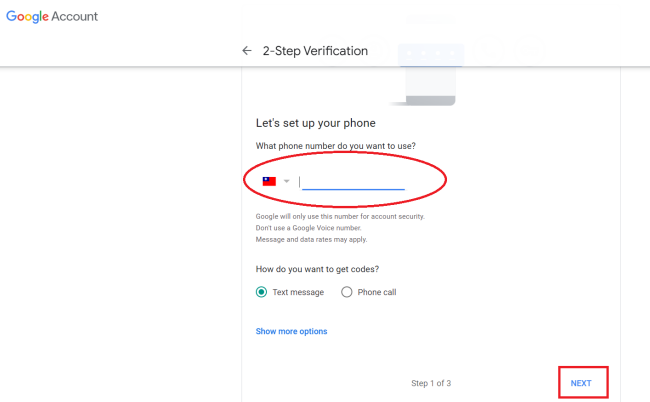 Google Account
2-Step Verification
Let's set up your phone
What phone number do you want to use?
Google will only use this number for account security.
Don't use a Google Voice number.
Message and data rates may apply.
How do you want to get codes?
Text message Phone call
Show more options
Step 1 of 3 NEXT